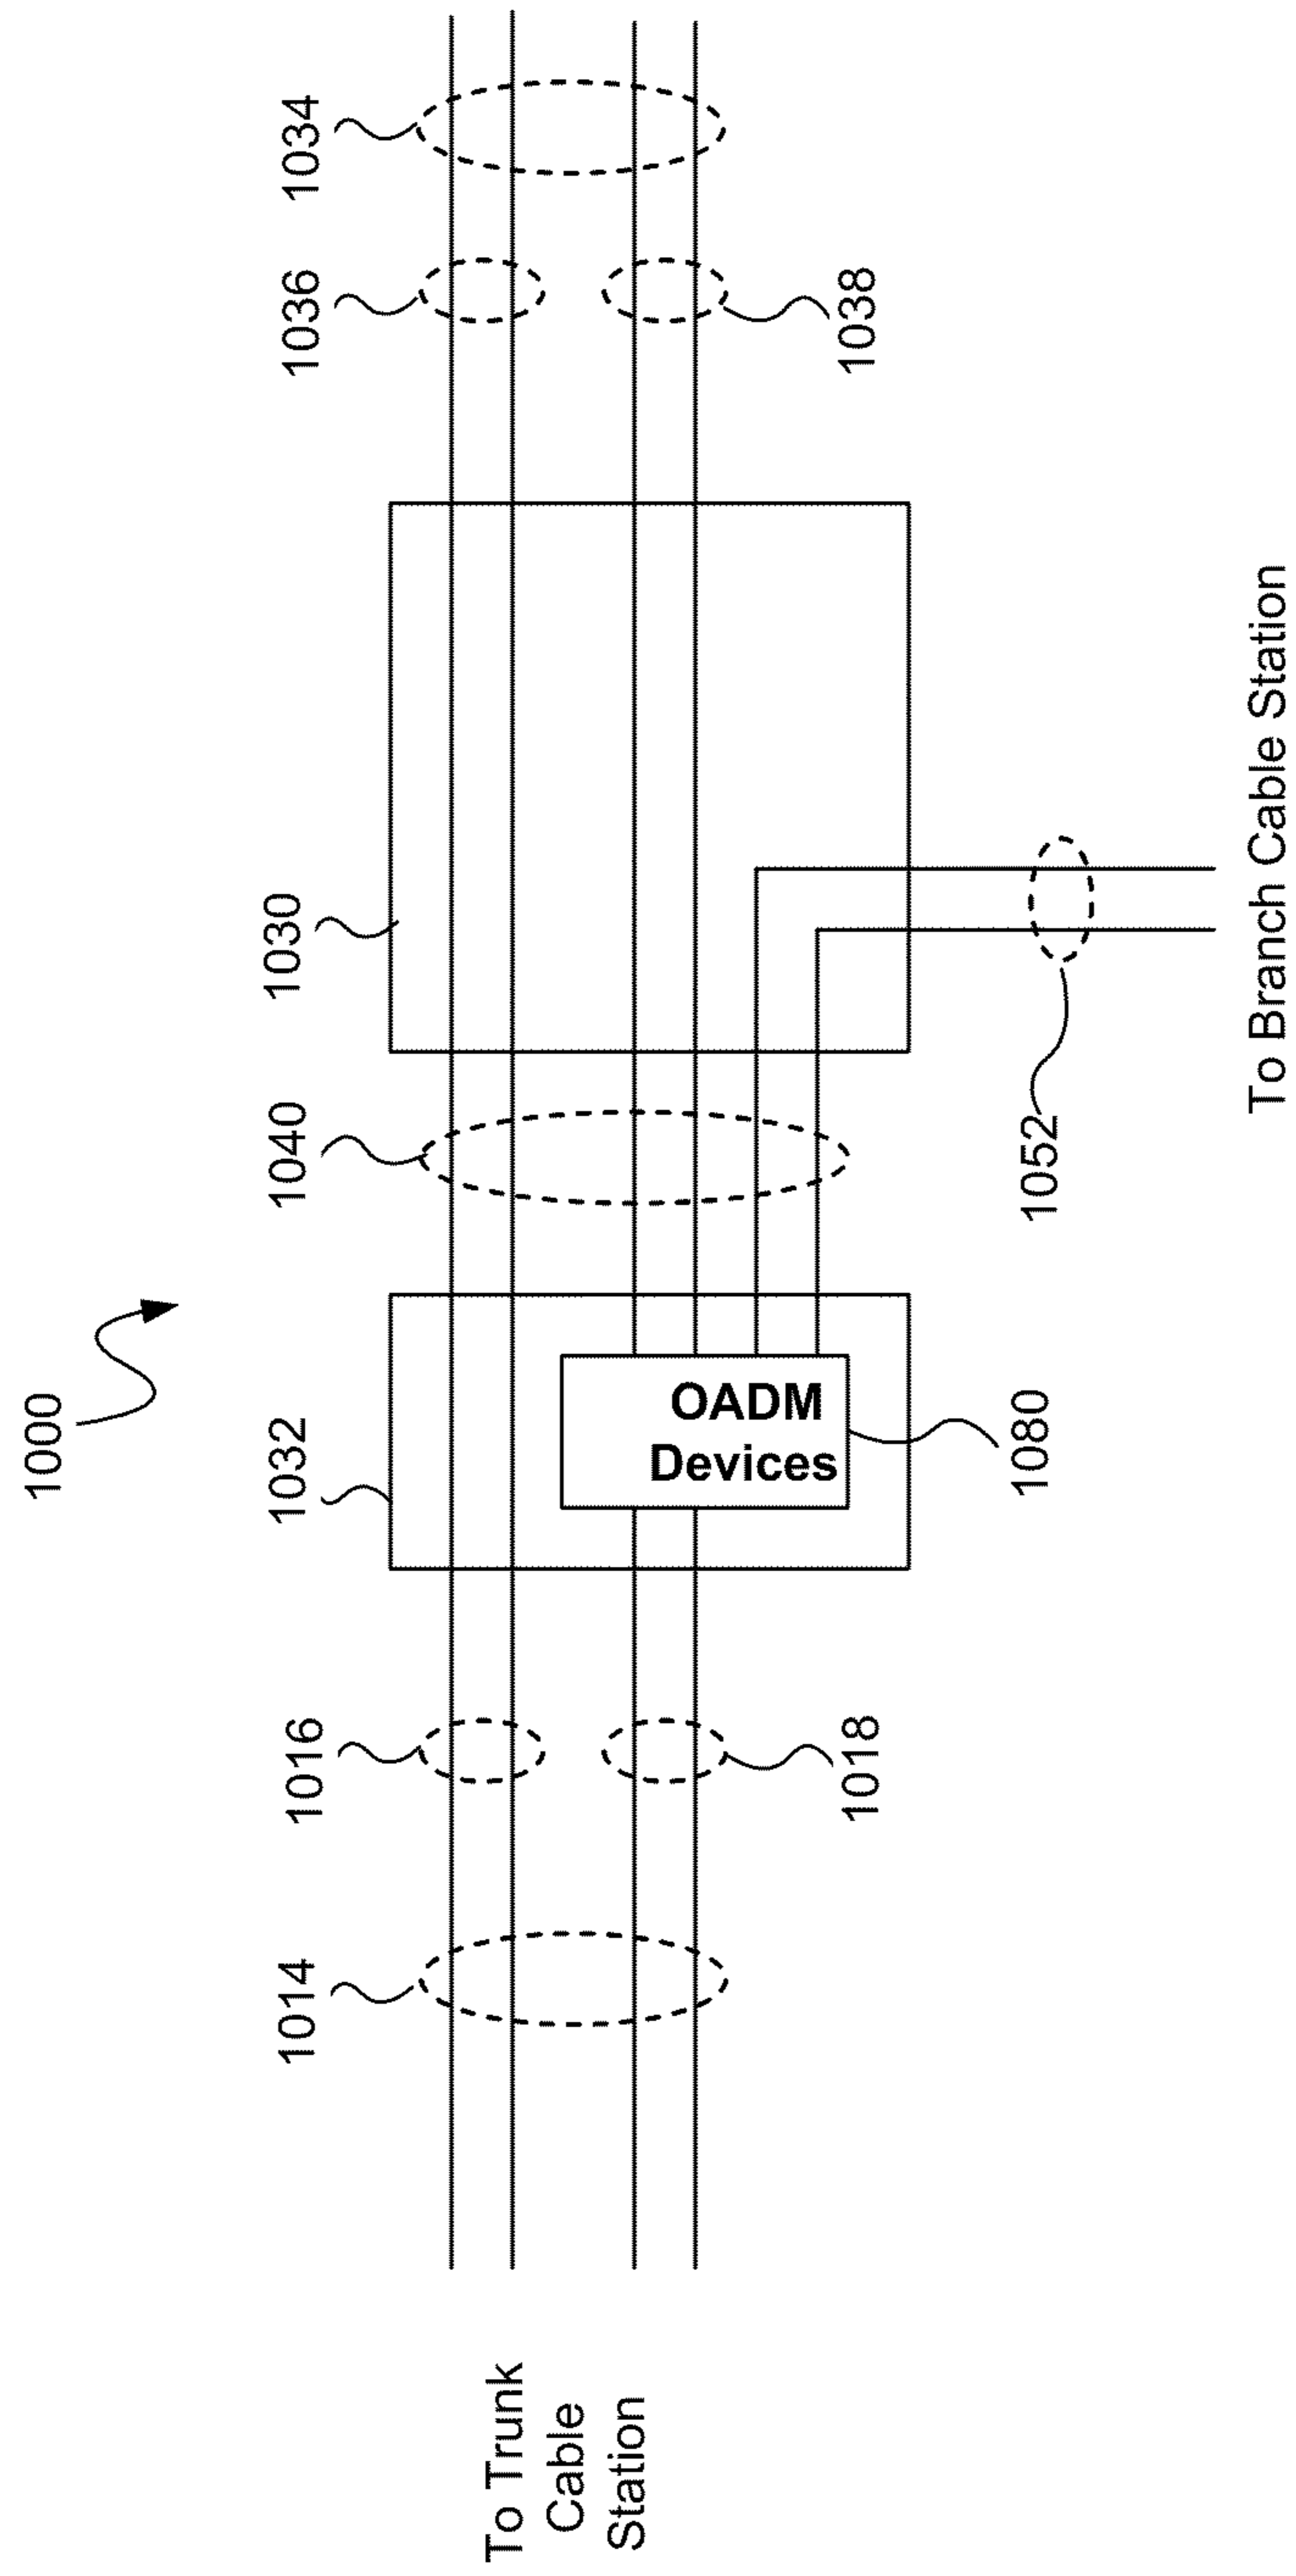 1000
1014
1016
1032
1040
1030
1036
1034
To Trunk
Cable
Station
OADM
Devices
1018
1080
1052
1038
To Branch Cable Station